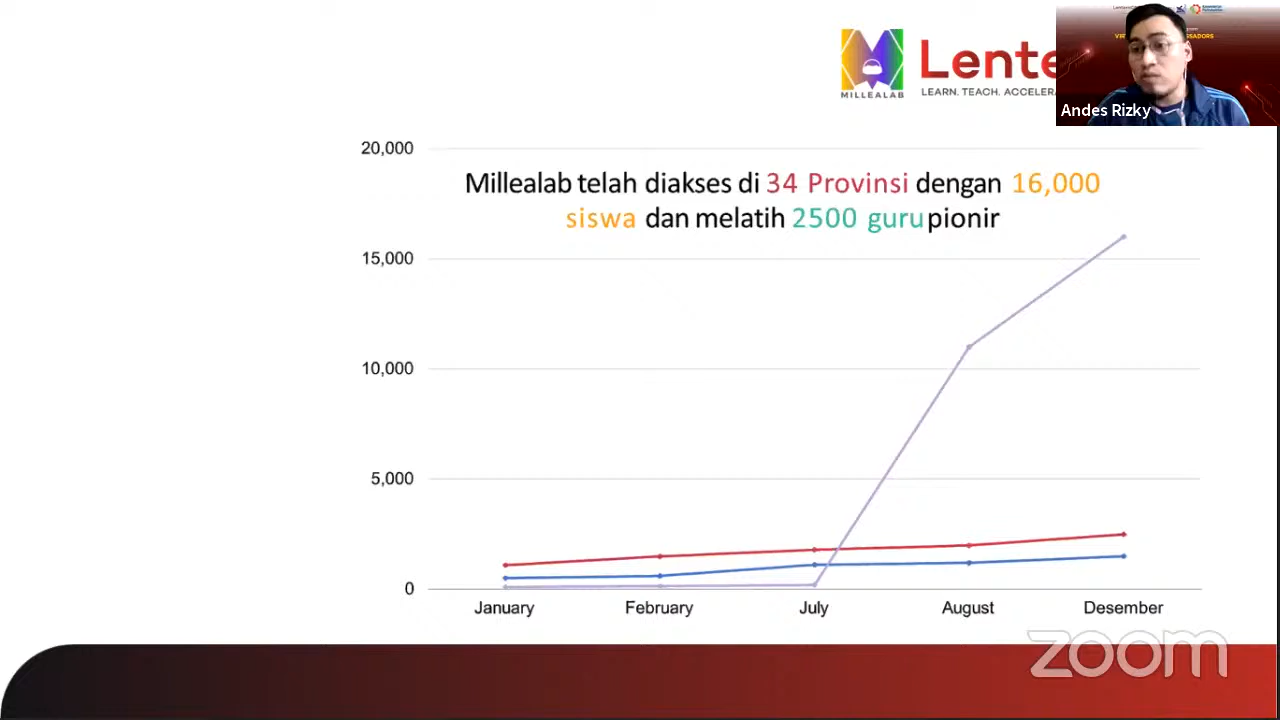 MILLEALAB
Lente
LEARN. TEACH. ACCELERA
Andes Rizky
20,000
Millealab telah diakses di 34 Provinsi dengan 16,000
siswa dan melatih 2500 guru pionir
15,000
10,000
5,000
0
January February July August Desember
zoom